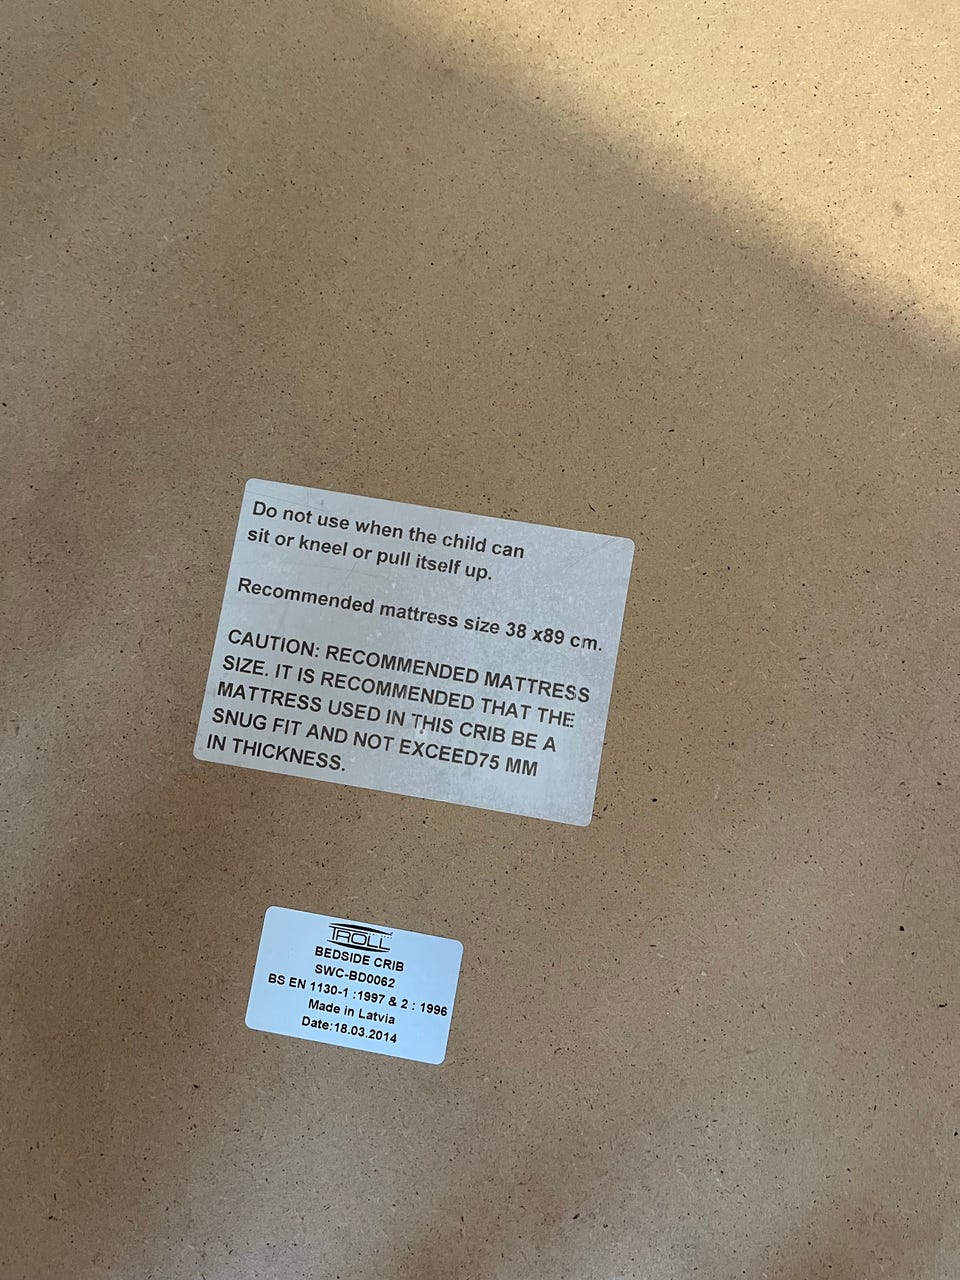 Do not use when the child can
sit or kneel or pull itself up.
Recommended mattress size 38 x89 cm.
CAUTION: RECOMMENDED MATTRESS
SIZE. IT IS RECOMMENDED THAT THE
MATTRESS USED IN THIS CRIB BE A
SNUG FIT AND NOT EXCEED75 MM
IN THICKNESS.
TROLL
BEDSIDE CRIB
SWC-BD0062
BS EN 1130-1 :1997 & 2 : 1996
Made in Latvia
Date:18.03.2014